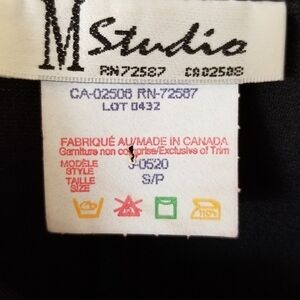 M Studio
RN72587 CA02508
CA-02508 RN-72587
LOT 0432
FABRIQUÉ AU/MADE IN CANADA
Garniture non comprise/Exclusive of Trim
MODÈLE
STYLE
J-0520
TAILLE
SIZE
S/P
110°